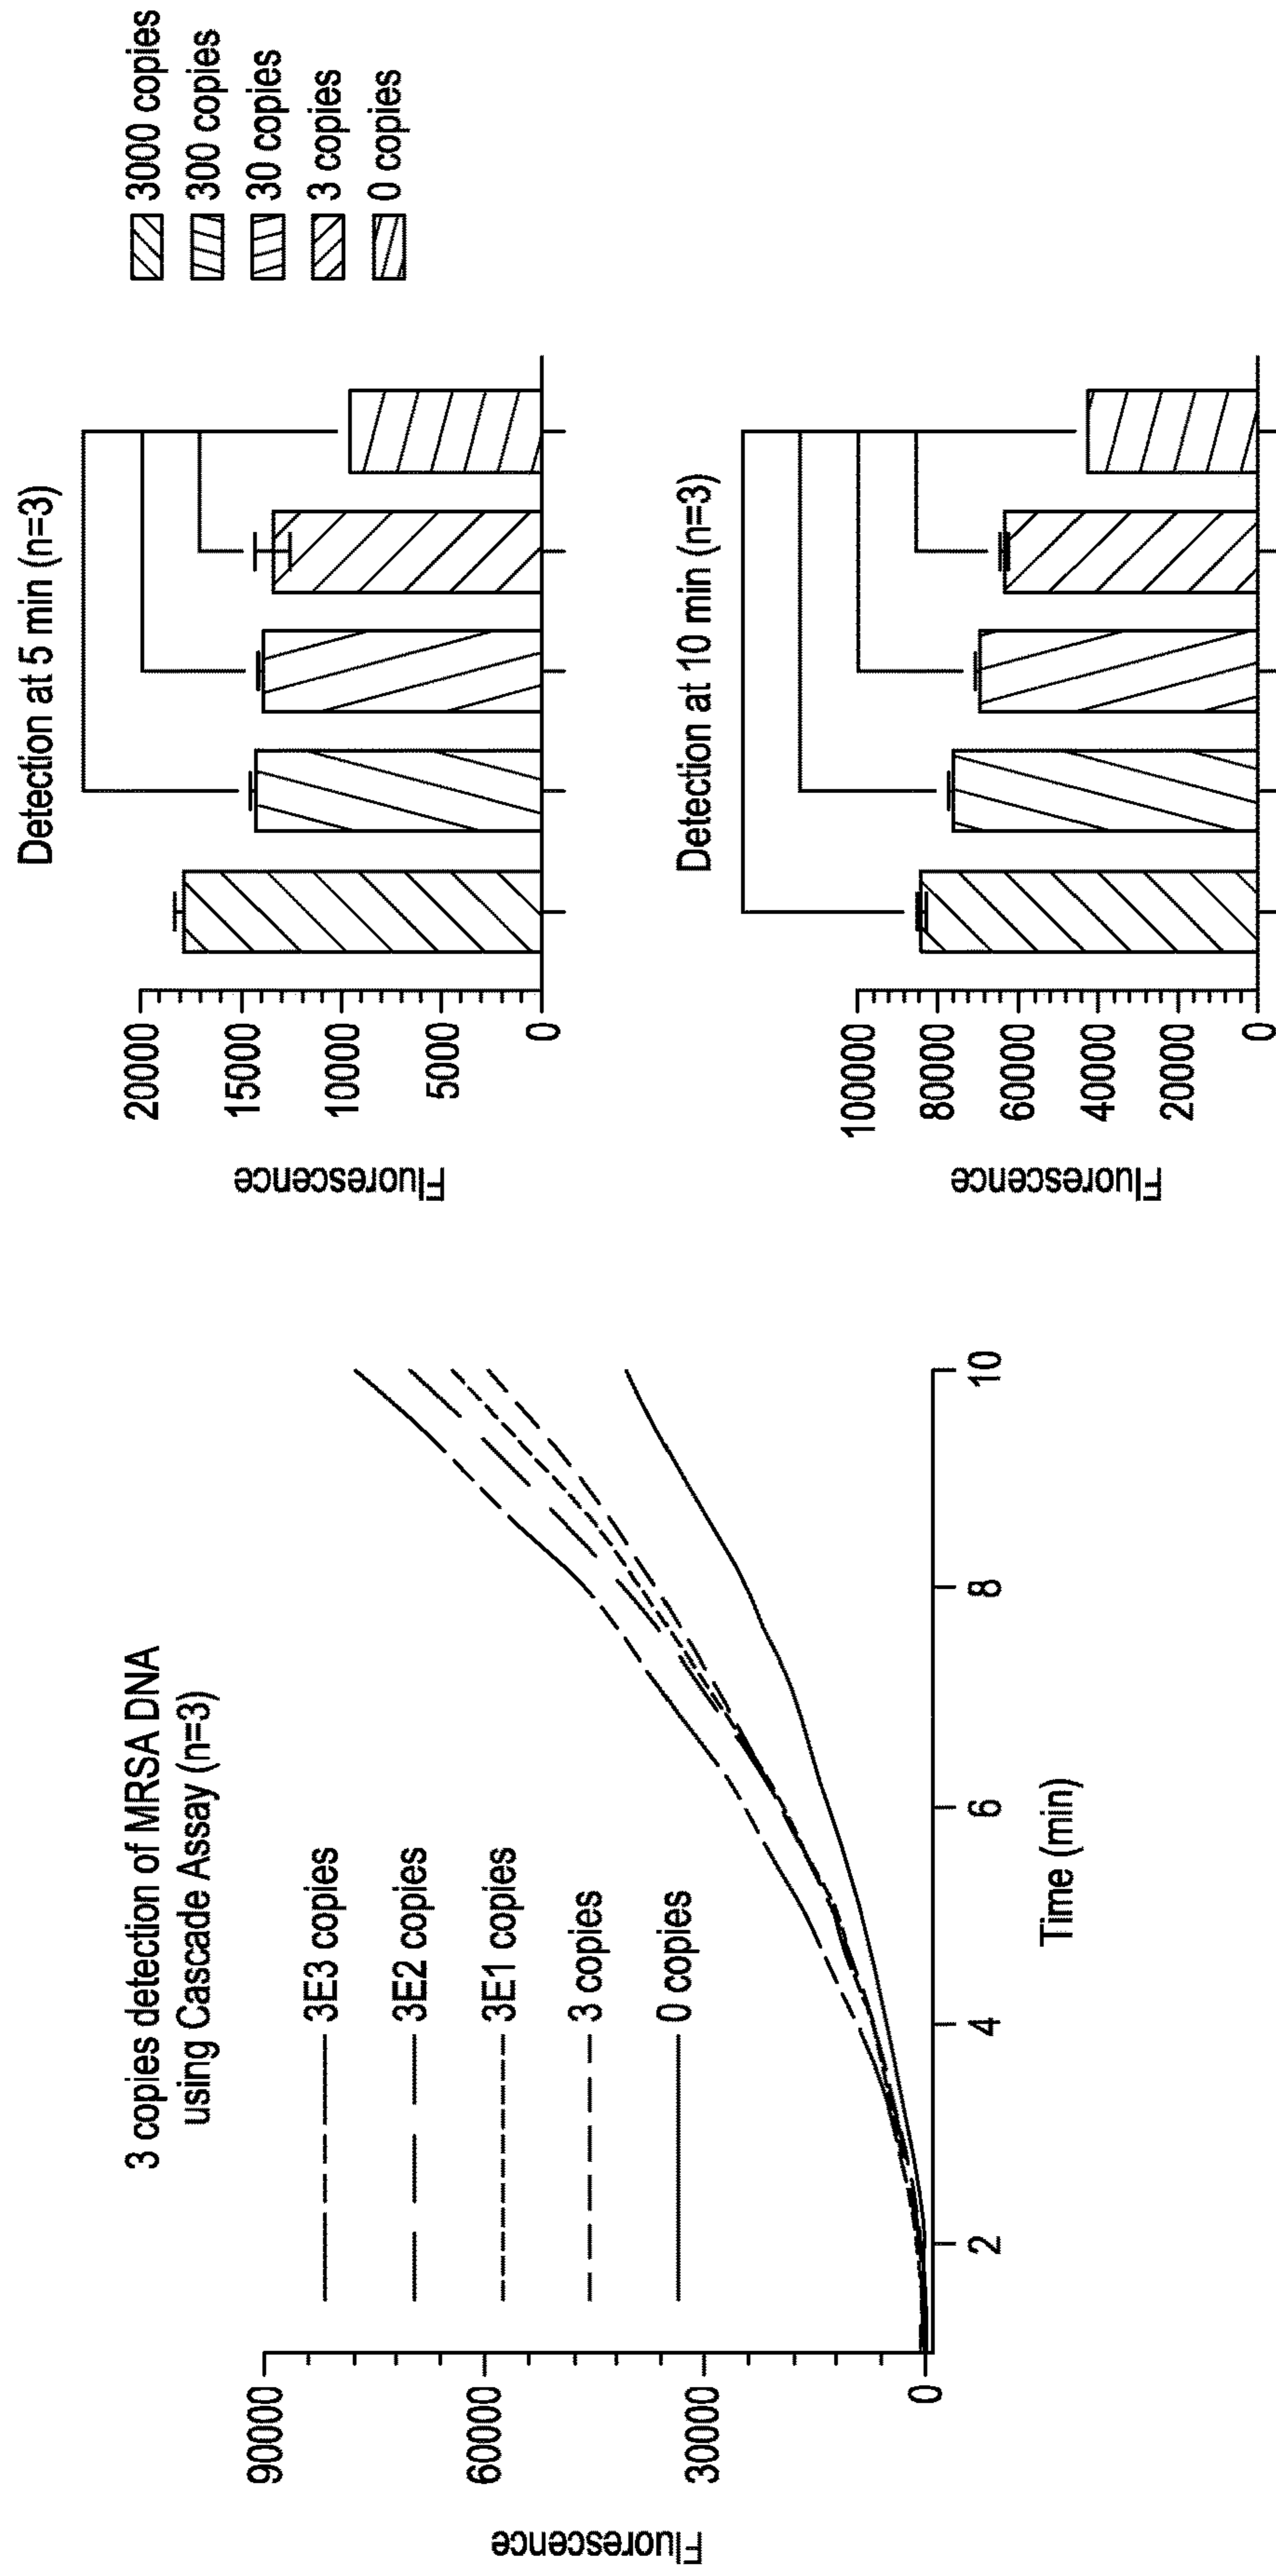 3 copies detection of MRSA DNA
using Cascade Assay (n=3)
3E3 copies
3E2 copies
3E1 copies
3 copies
0 copies
90000
60000
30000
0
Fluorescence
2
4
6
8
10
Time (min)
Detection at 5 min (n=3)
20000
15000
10000
5000
0
Fluorescence
3000 copies
300 copies
30 copies
3 copies
0 copies
Detection at 10 min (n=3)
100000
80000
60000
40000
20000
0
Fluorescence